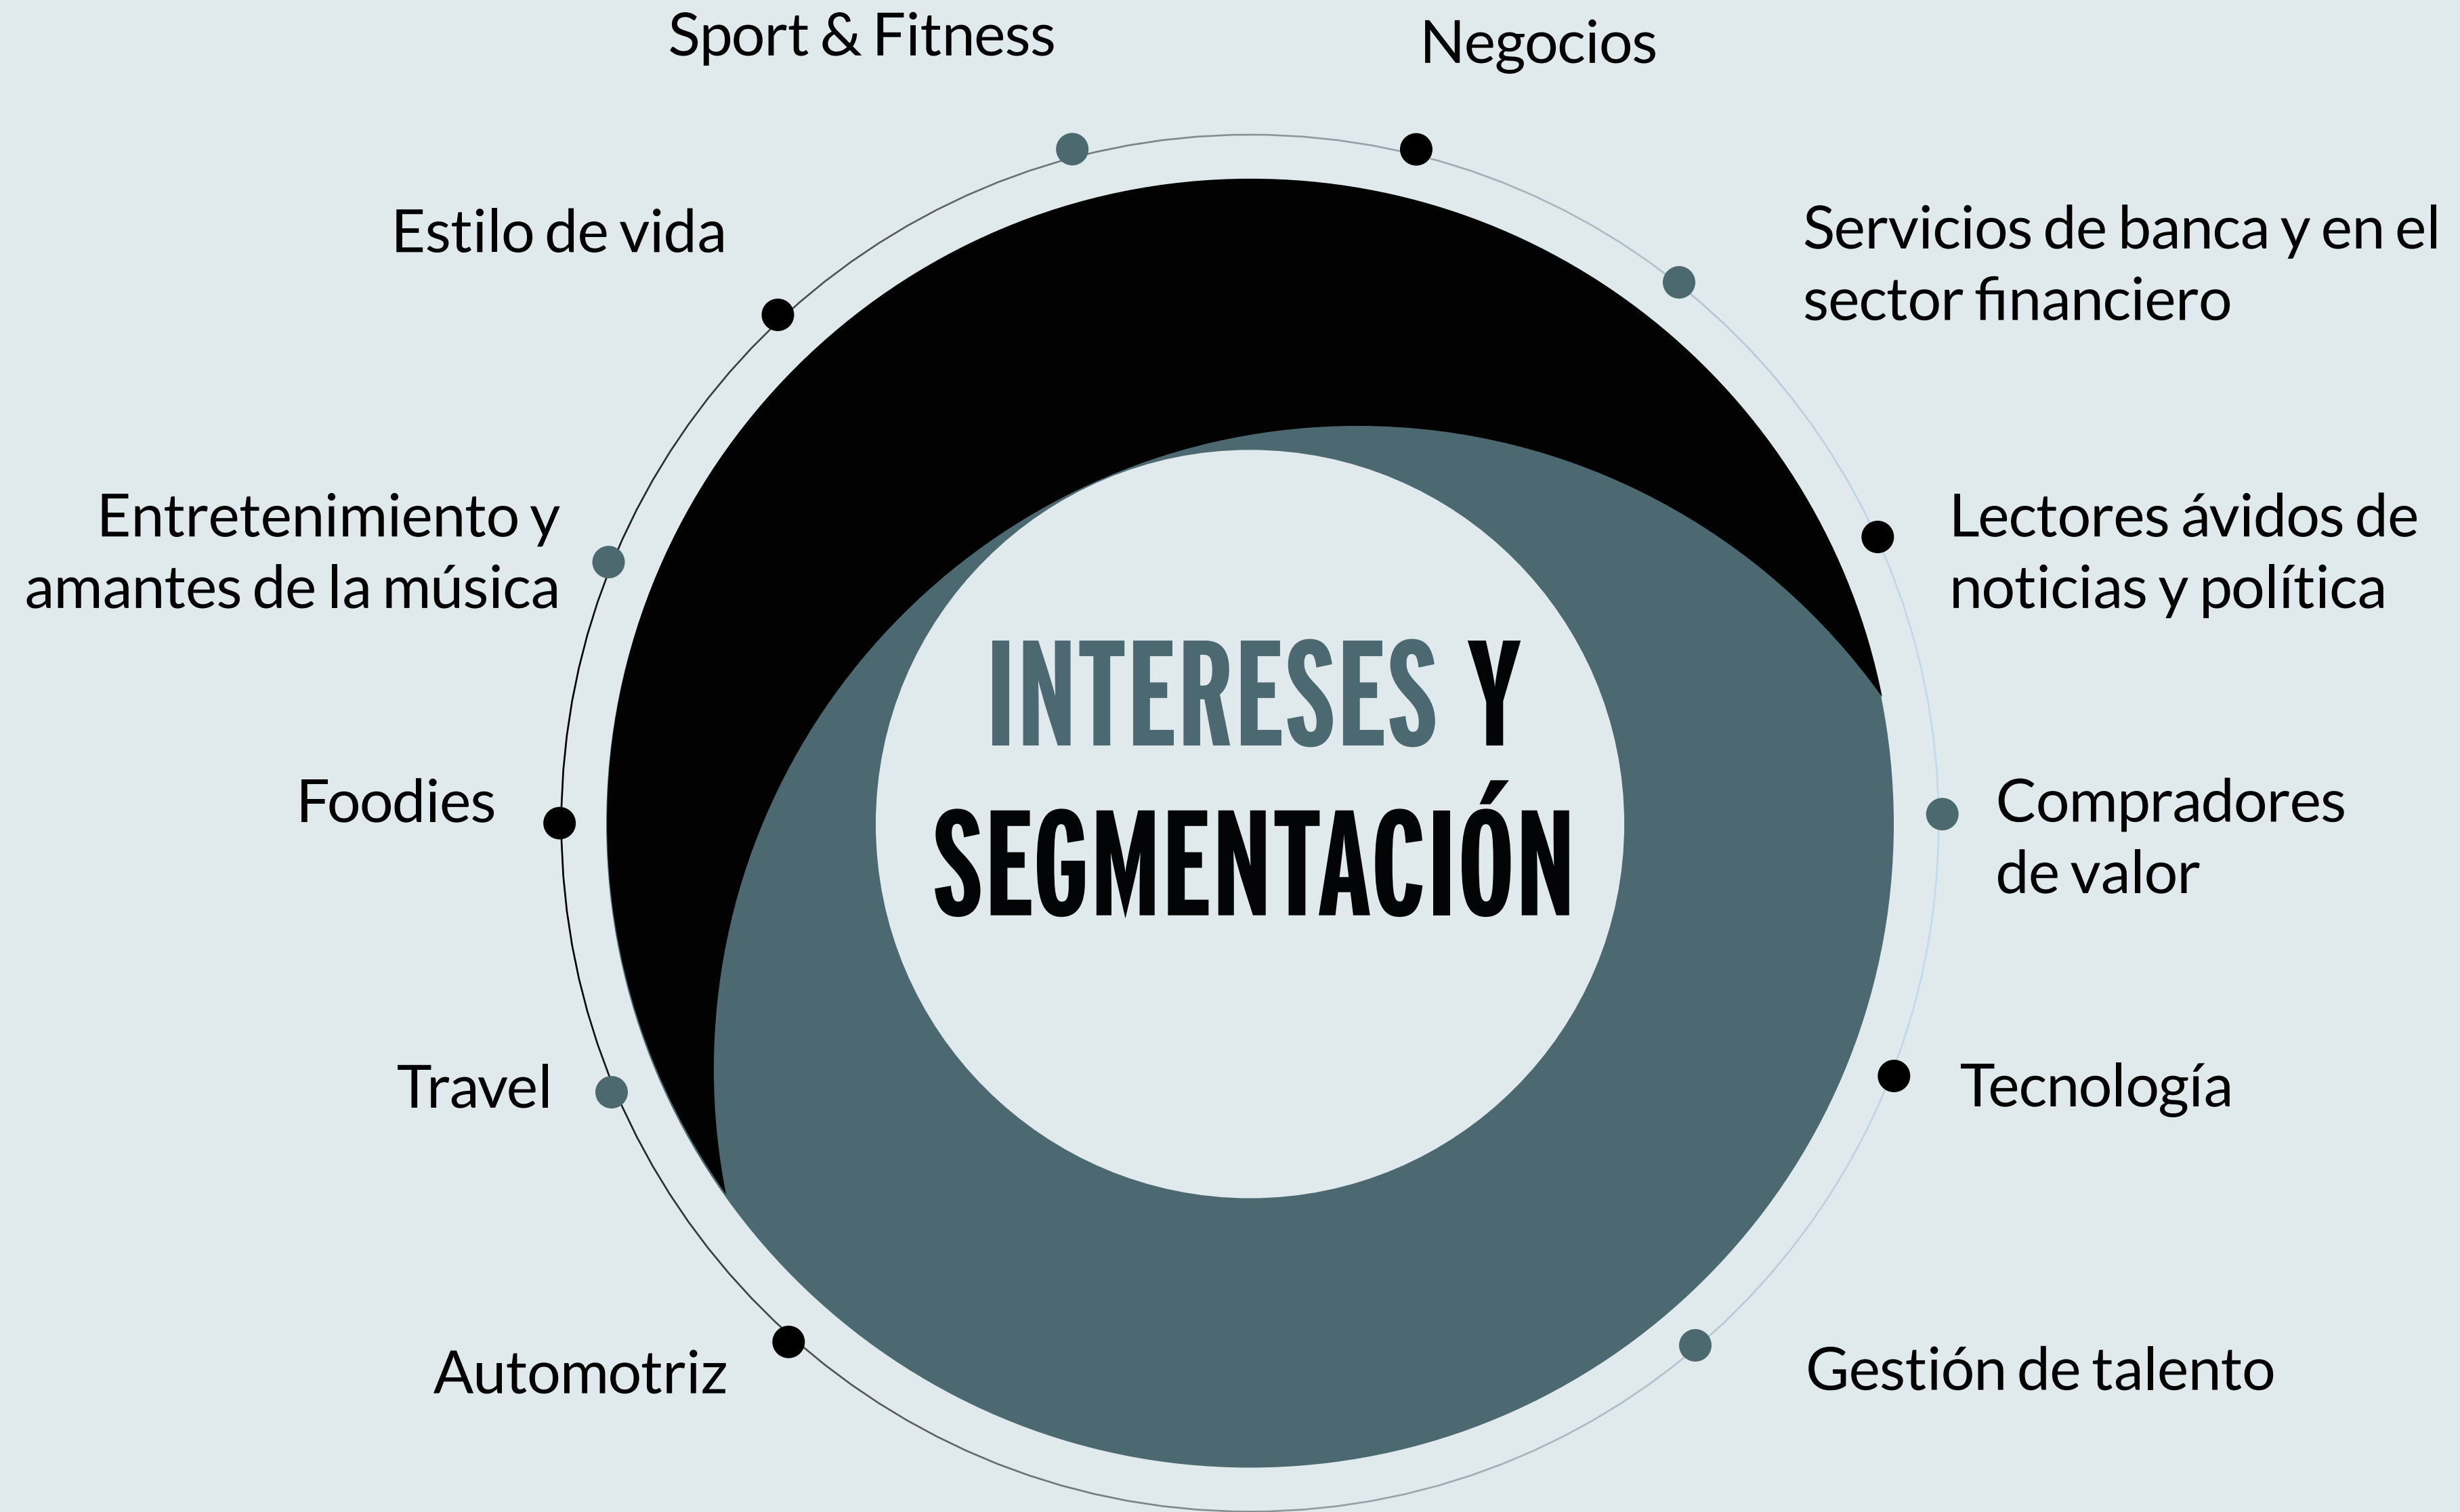 Sport & Fitness
Negocios
Estilo de vida
Servicios de banca y en el
sector financiero
Entretenimiento y
amantes de la música
Lectores ávidos de
noticias y política
INTERESES Y
SEGMENTACIÓN
Foodies
Compradores
de valor
Travel
Tecnología
Automotriz
Gestión de talento